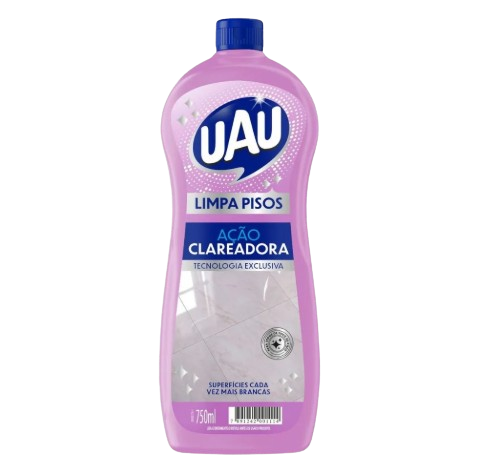 UAU
LIMPA PISOS
AÇÃO
CLAREADORA
TECNOLOGIA EXCLUSIVA
SUPERFÍCIES CADA
VEZ MAIS BRANCAS
750ml